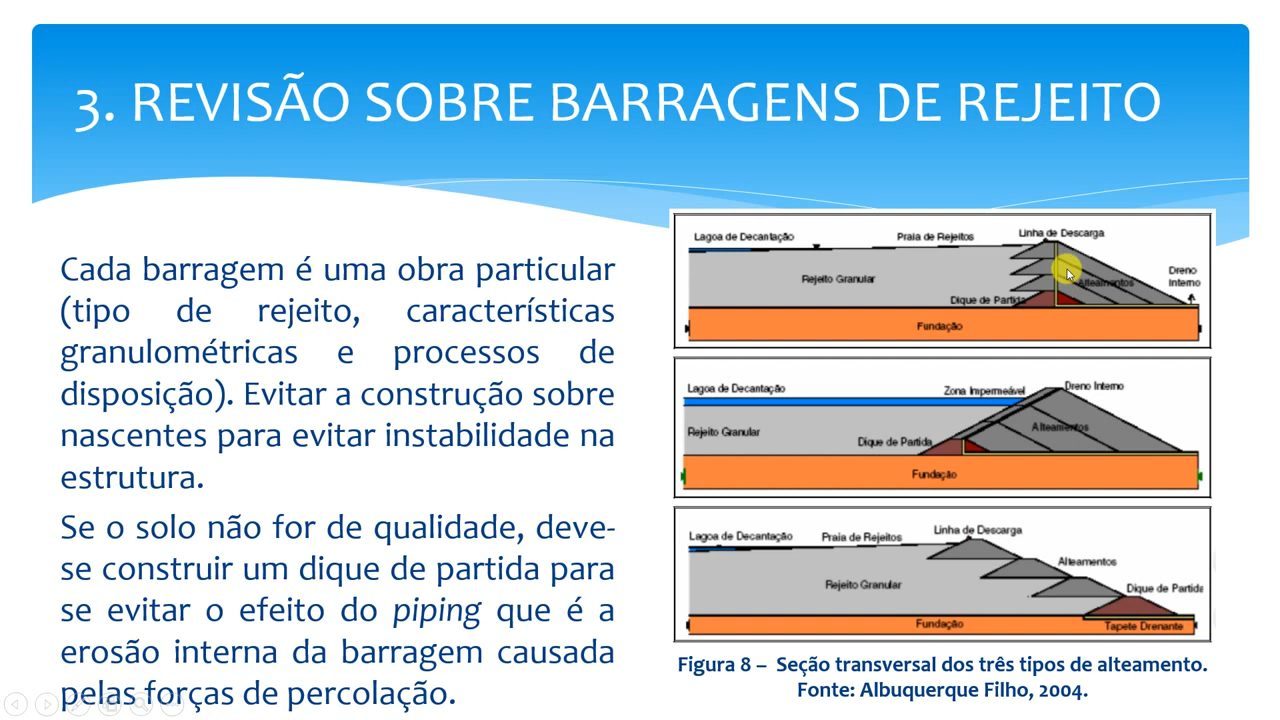 3. REVISÃO SOBRE BARRAGENS DE REJEITO
Cada barragem é uma obra particular
(tipo de rejeito, características
granulométricas e processos de
disposição). Evitar a construção sobre
nascentes para evitar instabilidade na
estrutura.
Se o solo não for de qualidade, deve-
se construir um dique de partida para
se evitar o efeito do piping que é a
erosão interna da barragem causada
pelas forças de percolação.
Lagoa de Decantação
Praia de Rejeitos
Linha de Descarga
Rejeito Granular
Dreno
Interno
Alteamentos
Dique de Partida
Fundação
Lagoa de Decantação
Zona Impermeável
Dreno Interno
Rejeito Granular
Alteamentos
Dique de Partida
Fundação
Lagoa de Decantação
Praia de Rejeitos
Linha de Descarga
Alteamentos
Rejeito Granular
Dique de Partida
Fundação
Tapete Drenante
Figura 8 – Seção transversal dos três tipos de alteamento.
Fonte: Albuquerque Filho, 2004.